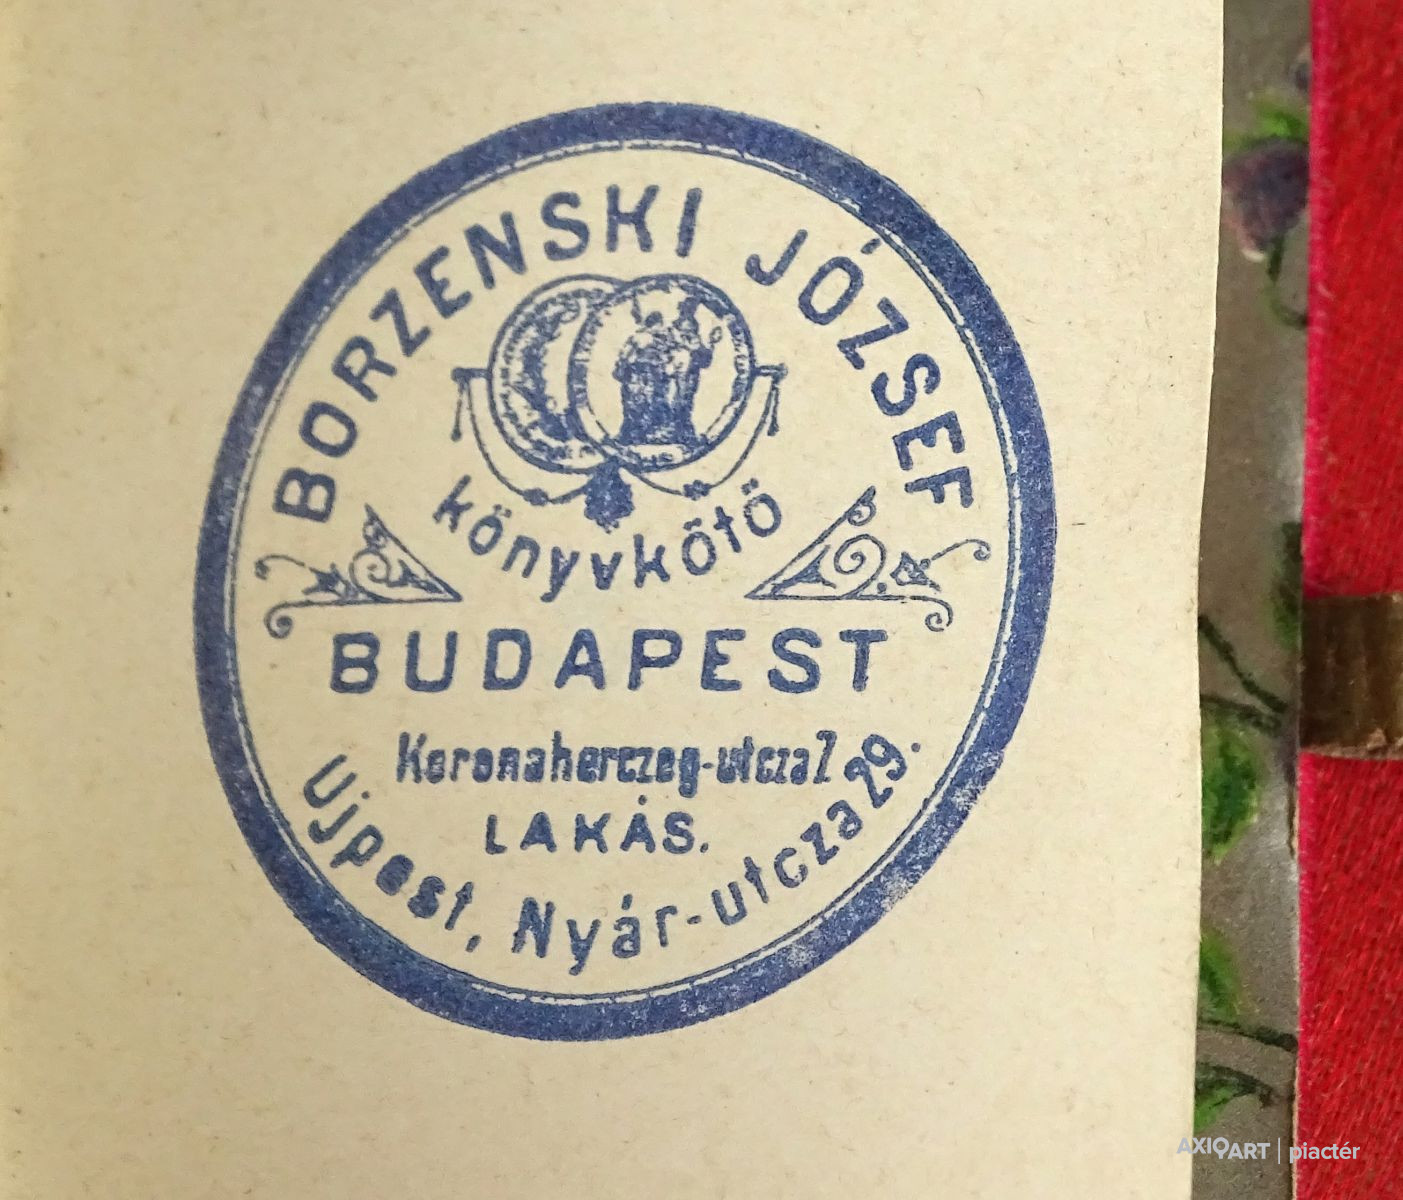 BORZENSKI JÓZSEF
könyvkötő
BUDAPEST
Koronaherczeg-utcza 7
LAKÁS.
Ujpest, Nyár-utcza 29.
AXIOART | piactér